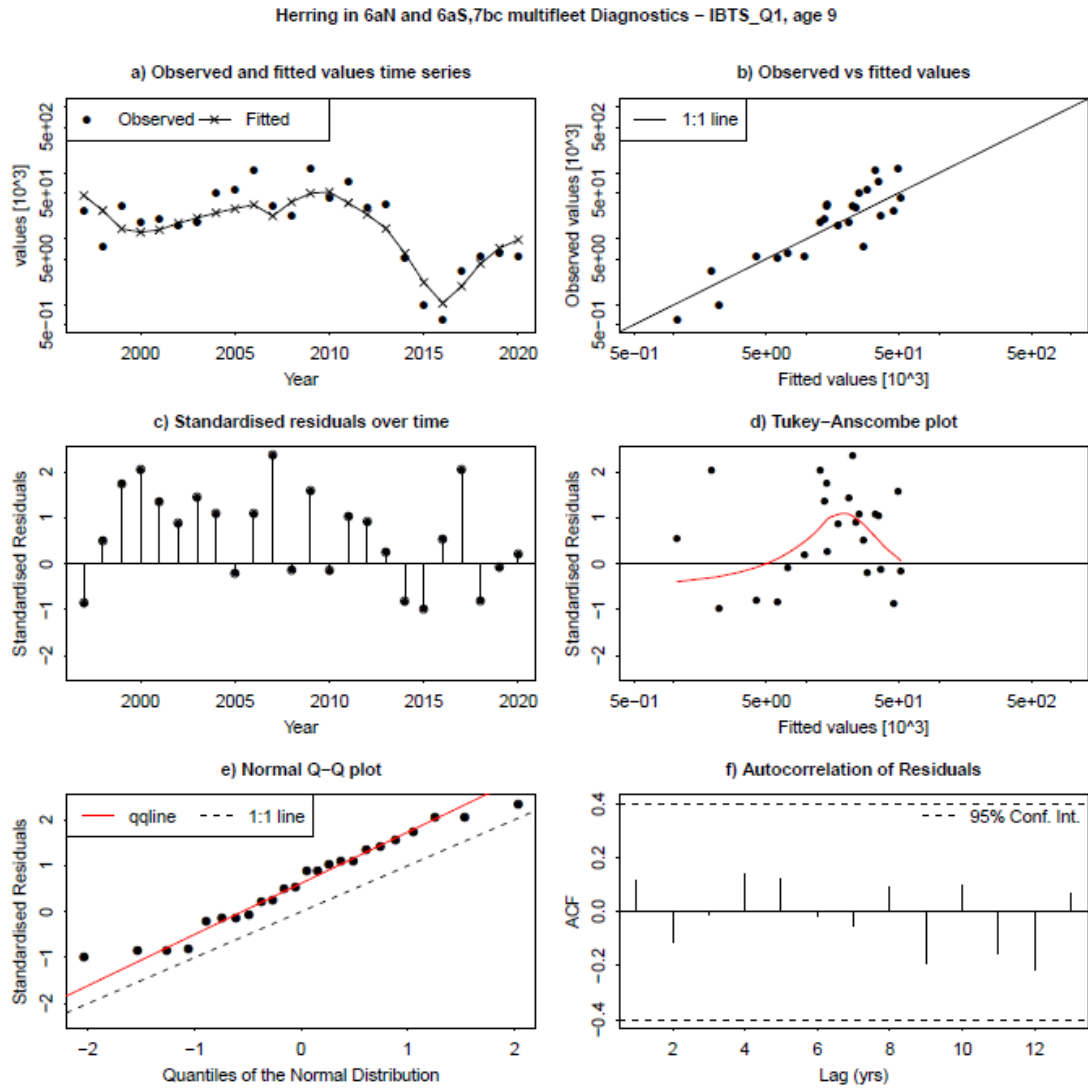 Herring in 6aN and 6aS,7bc multifleet Diagnostics − IBTS_Q1, age 9
a) Observed and fitted values time series
Observed
Fitted
values [10^3]
5e+02
5e+01
5e+00
5e−01
2000
2005
2010
2015
2020
Year
b) Observed vs fitted values
1:1 line
Observed values [10^3]
5e+02
5e+01
5e+00
5e−01
5e−01
5e+00
5e+01
5e+02
Fitted values [10^3]
c) Standardised residuals over time
Standardised Residuals
2
1
0
−1
−2
2000
2005
2010
2015
2020
Year
d) Tukey−Anscombe plot
Standardised Residuals
2
1
0
−1
−2
5e−01
5e+00
5e+01
5e+02
Fitted values [10^3]
e) Normal Q−Q plot
qqline
1:1 line
Standardised Residuals
2
1
0
−1
−2
−2
−1
0
1
2
Quantiles of the Normal Distribution
f) Autocorrelation of Residuals
95% Conf. Int.
ACF
0.4
0.2
0.0
−0.2
−0.4
2
4
6
8
10
12
Lag (yrs)